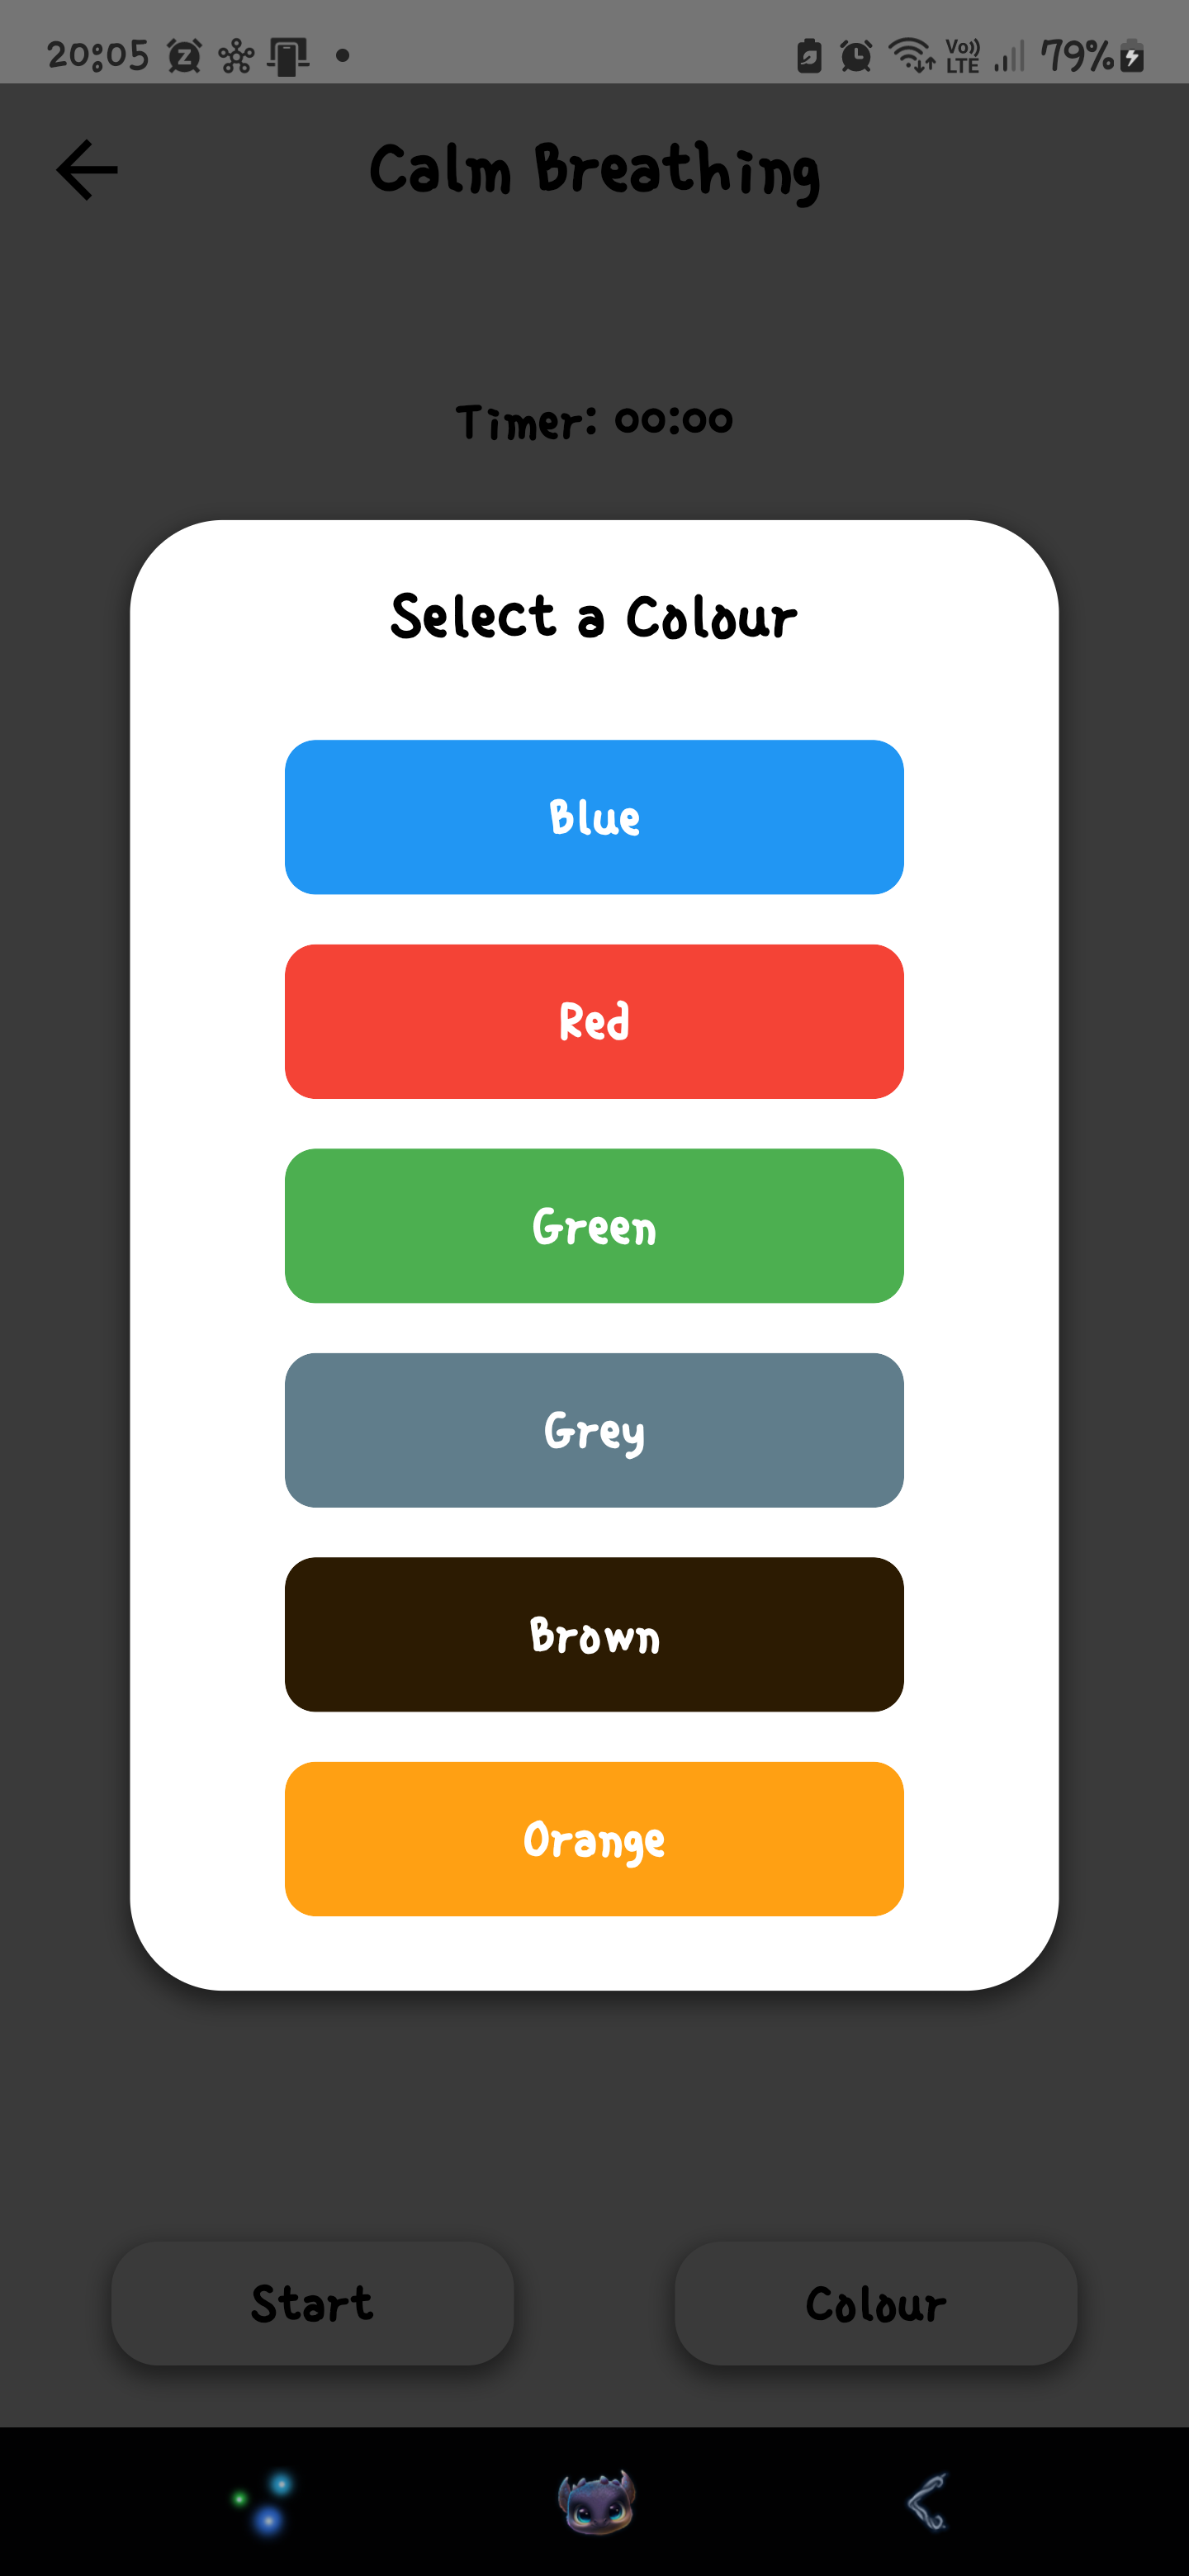 20:05
Vo)) LTE
79%
Calm Breathing
Timer: 00:00
Select a Colour
Blue
Red
Green
Grey
Brown
Orange
Start
Colour